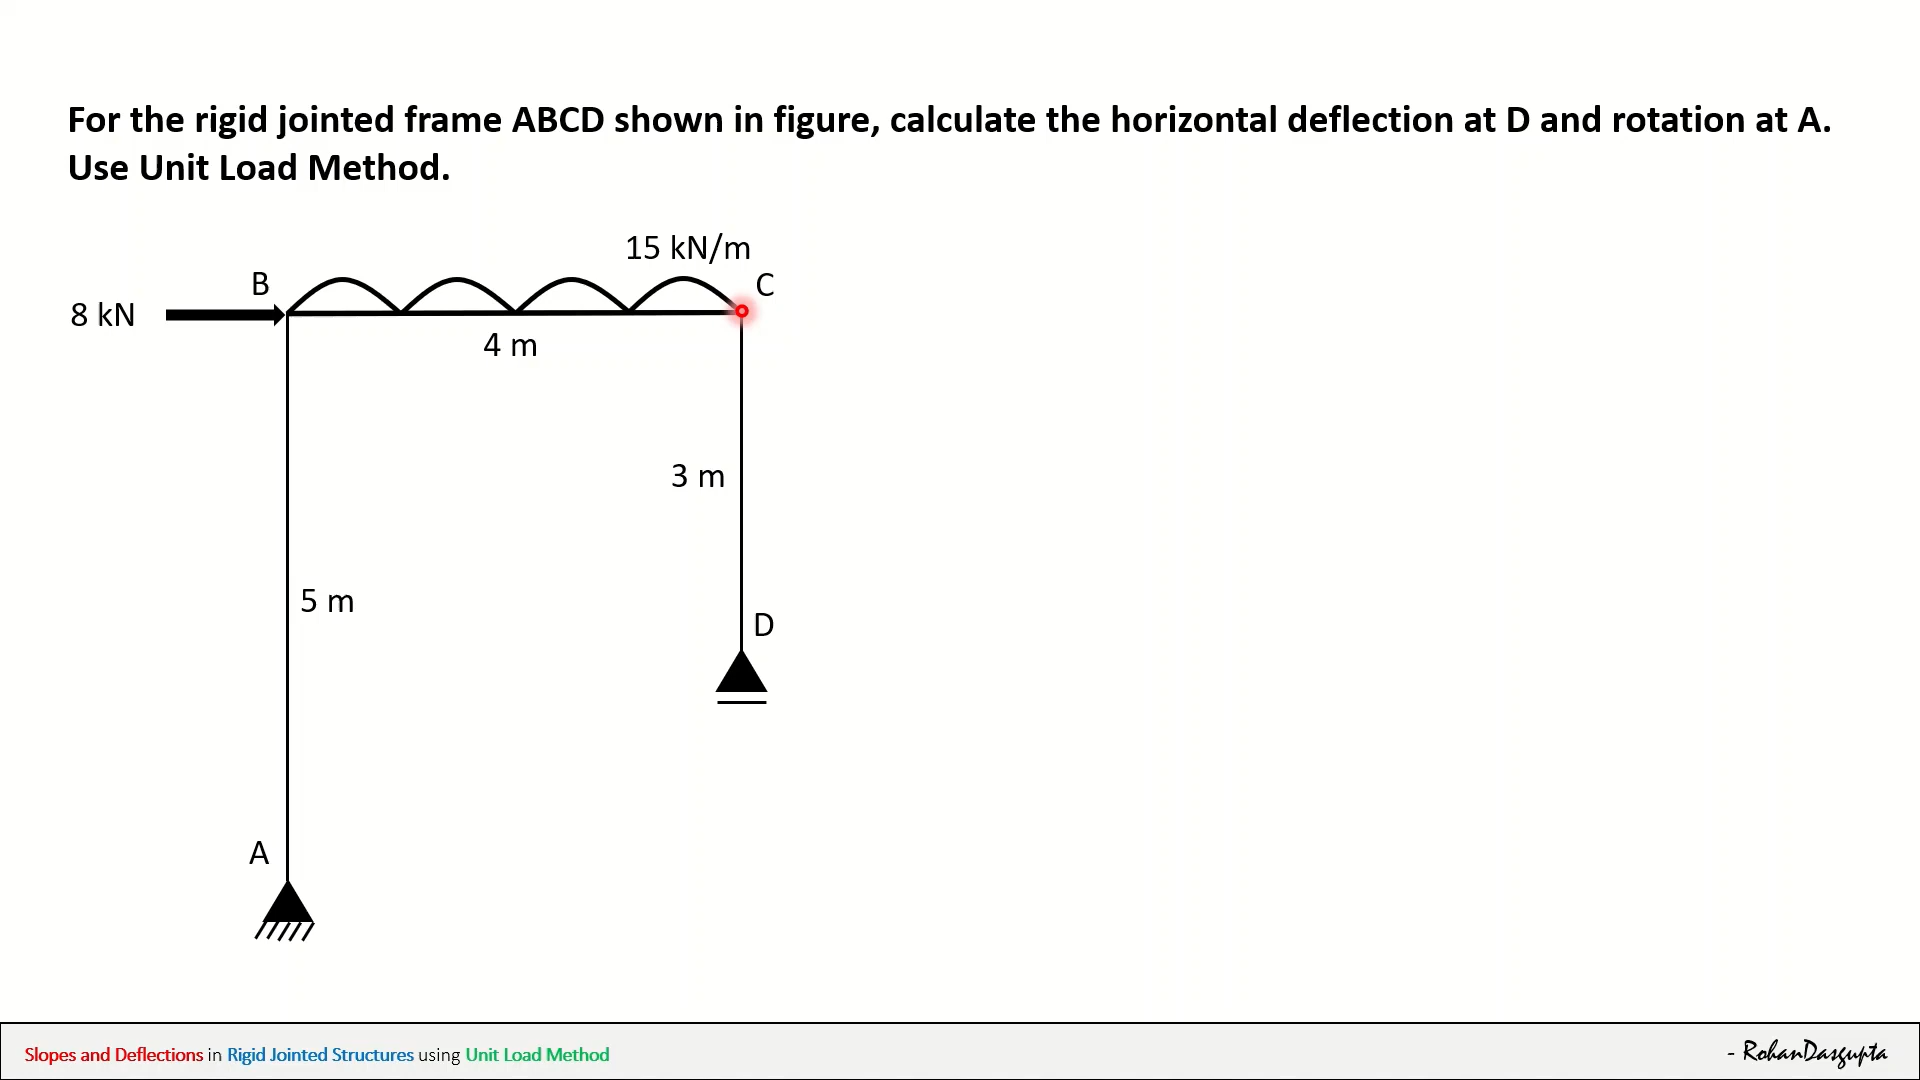 For the rigid jointed frame ABCD shown in figure, calculate the horizontal deflection at D and rotation at A.
Use Unit Load Method.
15 kN/m
B
C
8 kN
4 m
3 m
5 m
D
A
Slopes and Deflections in Rigid Jointed Structures using Unit Load Method
- RohanDasgupta